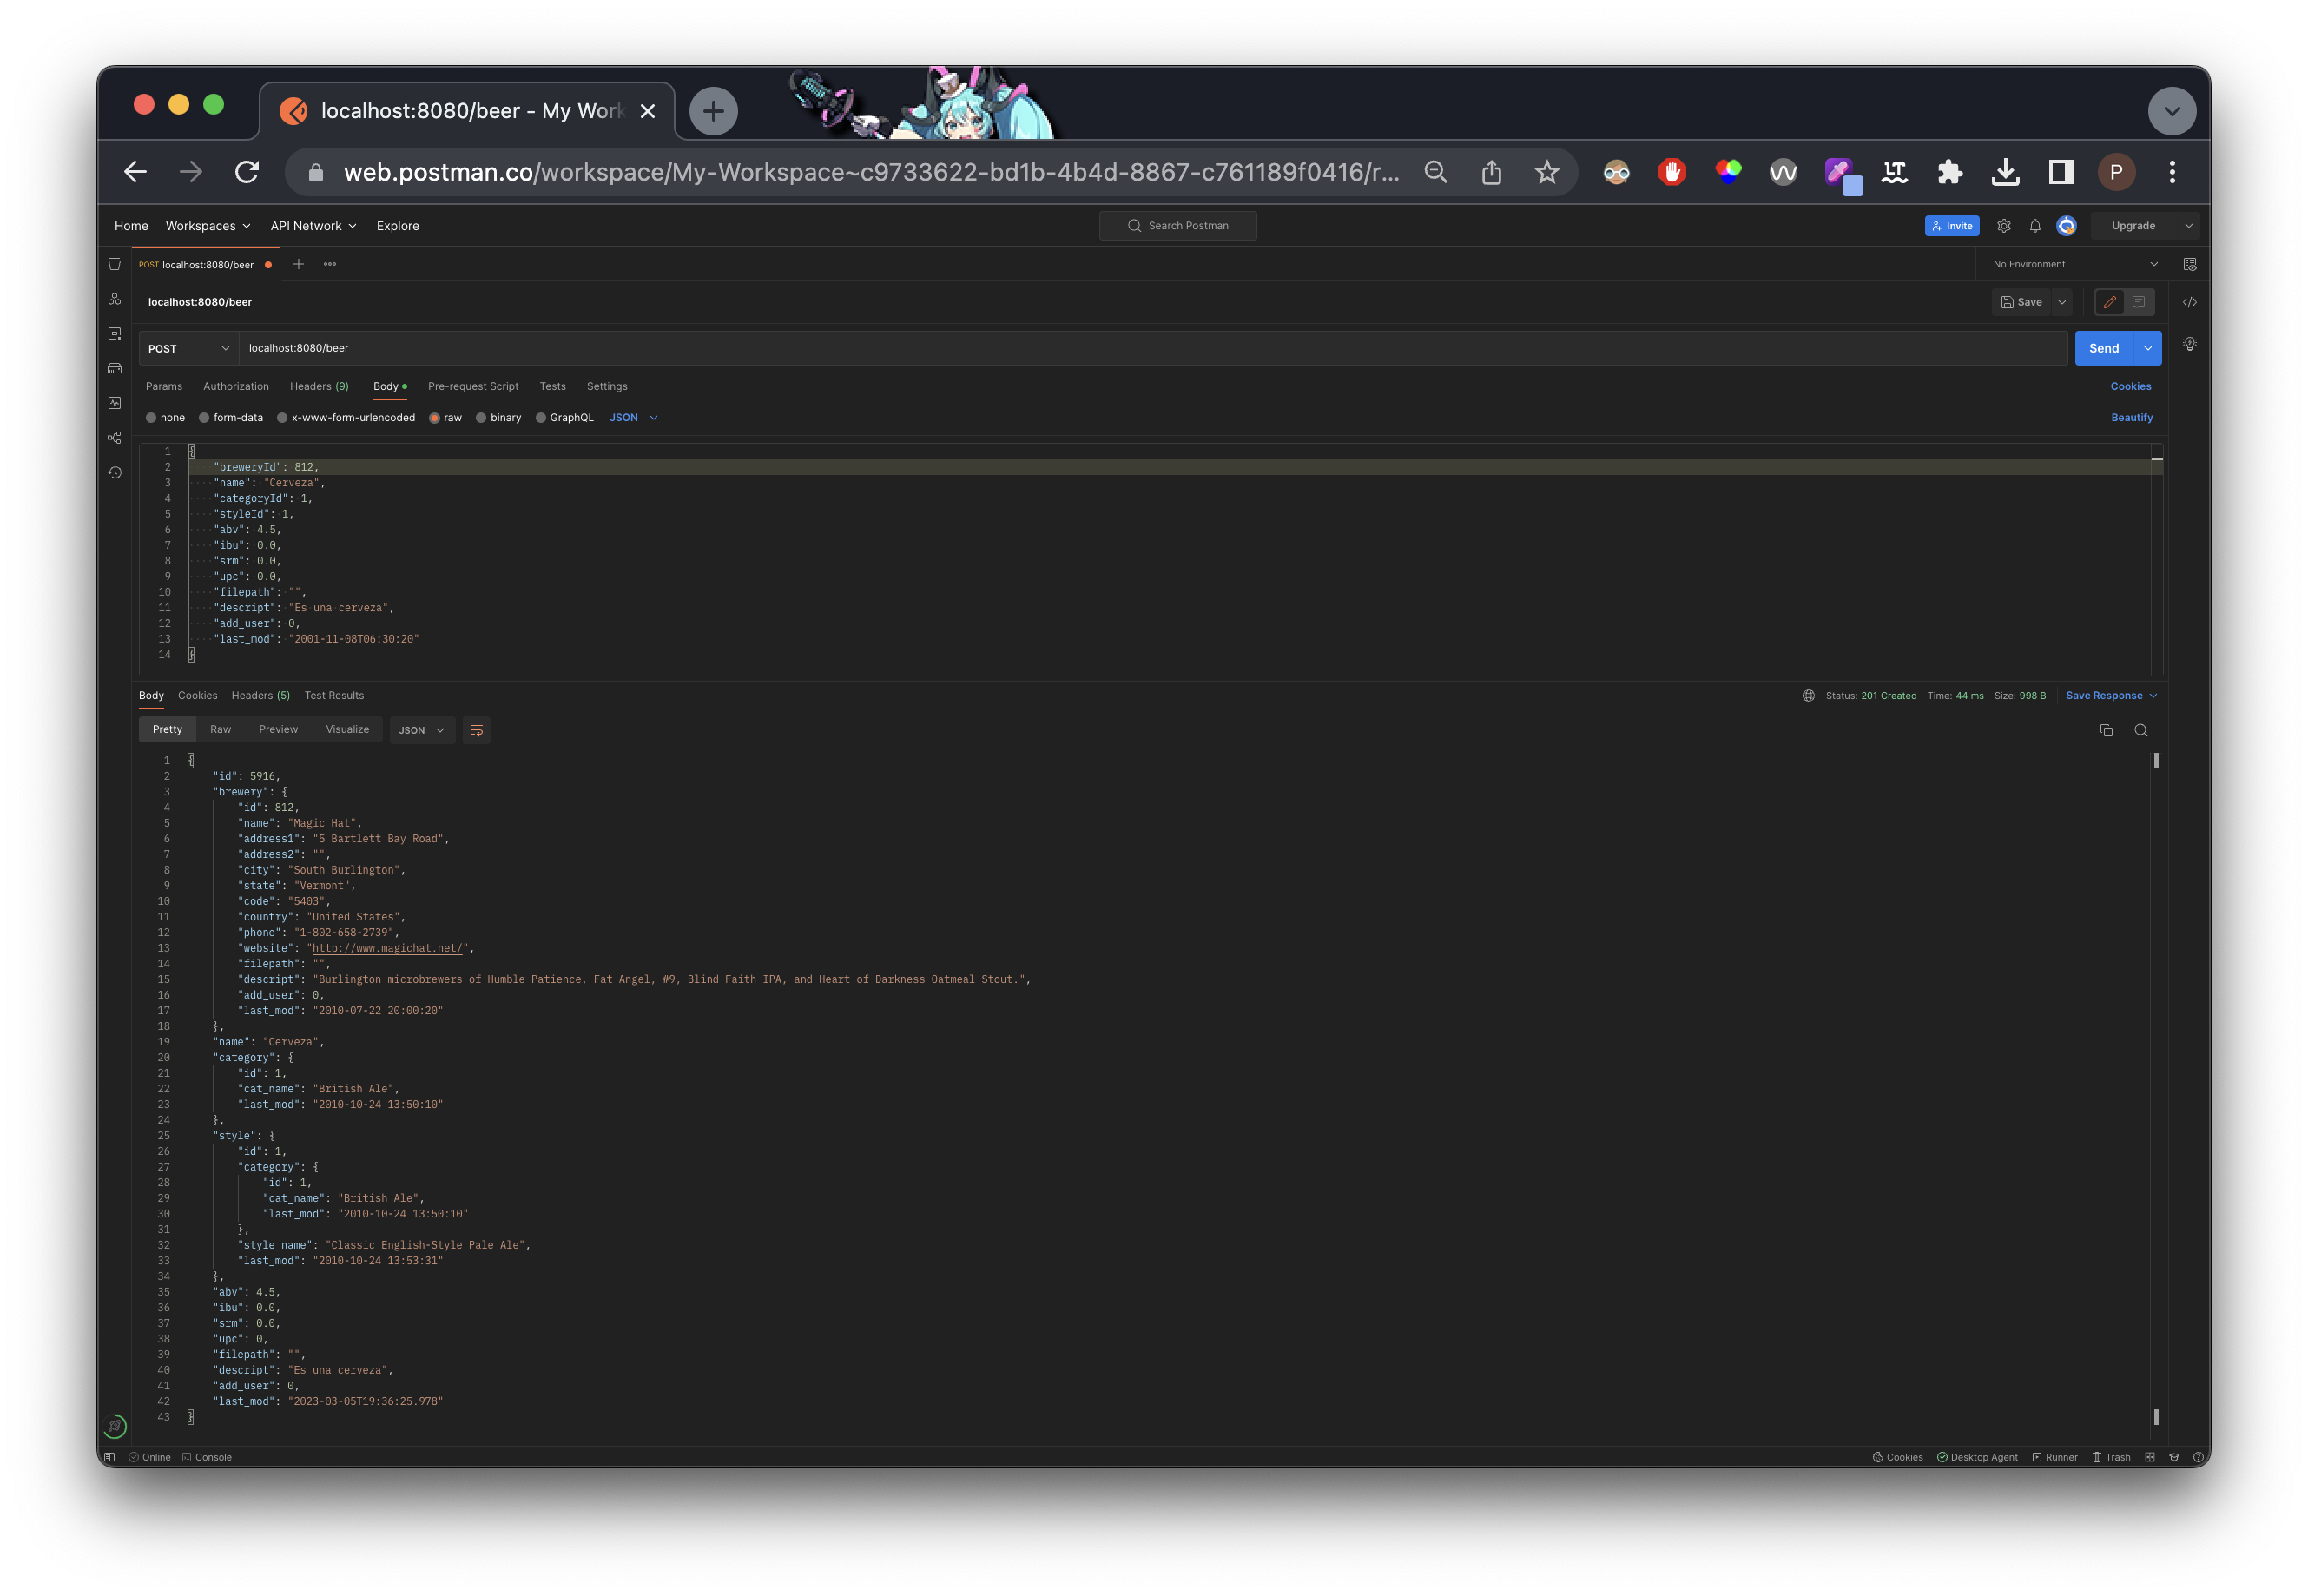 localhost:8080/beer - My Work
web.postman.co/workspace/My-Workspace~c9733622-bd1b-4b4d-8867-c761189f0416/r...
P
Home Workspaces API Network Explore
Search Postman
Invite
Upgrade
POST localhost:8080/beer
No Environment
localhost:8080/beer
Save
POST localhost:8080/beer
Send
Params Authorization Headers (9) Body Pre-request Script Tests Settings
Cookies
none form-data x-www-form-urlencoded raw binary GraphQL JSON
Beautify
1 {
2 "breweryId": 812,
3 "name": "Cerveza",
4 "categoryId": 1,
5 "styleId": 1,
6 "abv": 4.5,
7 "ibu": 0.0,
8 "srm": 0.0,
9 "upc": 0.0,
10 "filepath": "",
11 "descript": "Es una cerveza",
12 "add_user": 0,
13 "last_mod": "2001-11-08T06:30:20"
14 }
Body Cookies Headers (5) Test Results
Status: 201 Created Time: 44 ms Size: 998 B Save Response
Pretty Raw Preview Visualize JSON
1 {
2 "id": 5916,
3 "brewery": {
4 "id": 812,
5 "name": "Magic Hat",
6 "address1": "5 Bartlett Bay Road",
7 "address2": "",
8 "city": "South Burlington",
9 "state": "Vermont",
10 "code": "5403",
11 "country": "United States",
12 "phone": "1-802-658-2739",
13 "website": "http://www.magichat.net/",
14 "filepath": "",
15 "descript": "Burlington microbrewers of Humble Patience, Fat Angel, #9, Blind Faith IPA, and Heart of Darkness Oatmeal Stout.",
16 "add_user": 0,
17 "last_mod": "2010-07-22 20:00:20"
18 },
19 "name": "Cerveza",
20 "category": {
21 "id": 1,
22 "cat_name": "British Ale",
23 "last_mod": "2010-10-24 13:50:10"
24 },
25 "style": {
26 "id": 1,
27 "category": {
28 "id": 1,
29 "cat_name": "British Ale",
30 "last_mod": "2010-10-24 13:50:10"
31 },
32 "style_name": "Classic English-Style Pale Ale",
33 "last_mod": "2010-10-24 13:53:31"
34 },
35 "abv": 4.5,
36 "ibu": 0.0,
37 "srm": 0.0,
38 "upc": 0,
39 "filepath": "",
40 "descript": "Es una cerveza",
41 "add_user": 0,
42 "last_mod": "2023-03-05T19:36:25.978"
43 }
Online Console
Cookies Desktop Agent Runner Trash